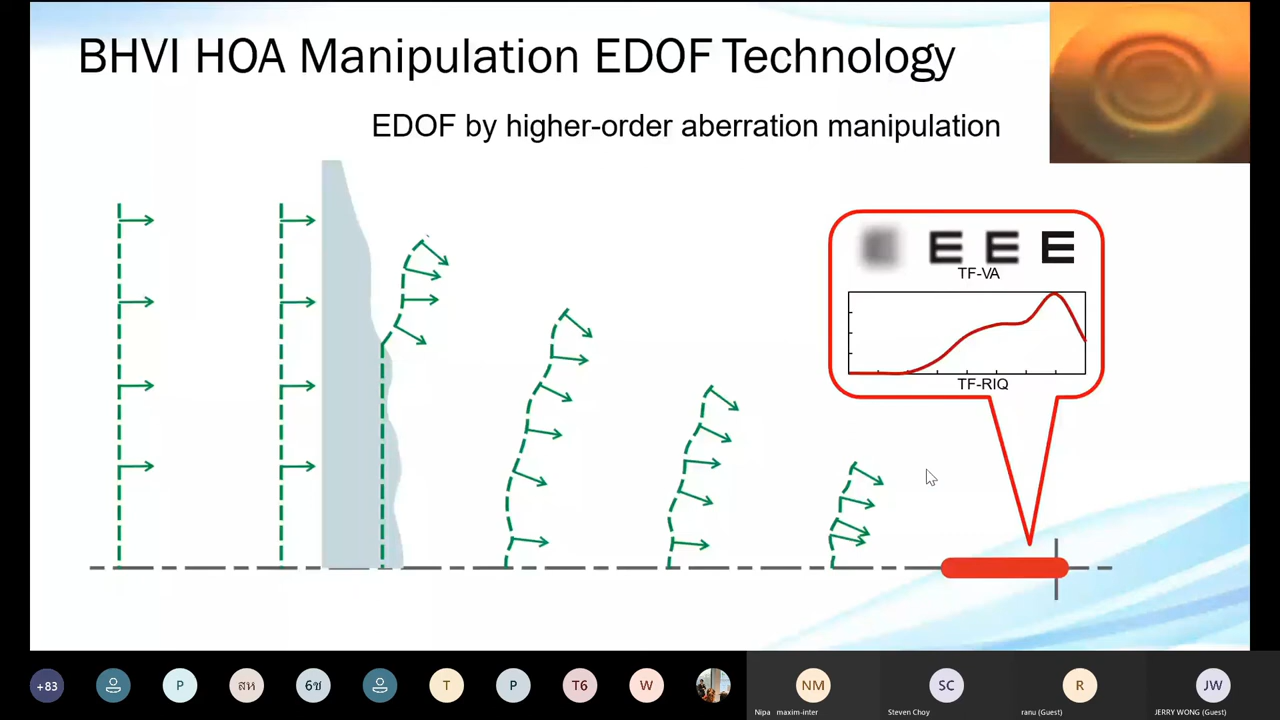 BHVI HOA Manipulation EDOF Technology
EDOF by higher-order aberration manipulation
E E E
TF-VA
TF-RIQ
+83
P
สห
6ช
T
P
T6
W
NM
SC
R
JW
Nipa maxim-inter
Steven Choy
ranu (Guest)
JERRY WONG (Guest)